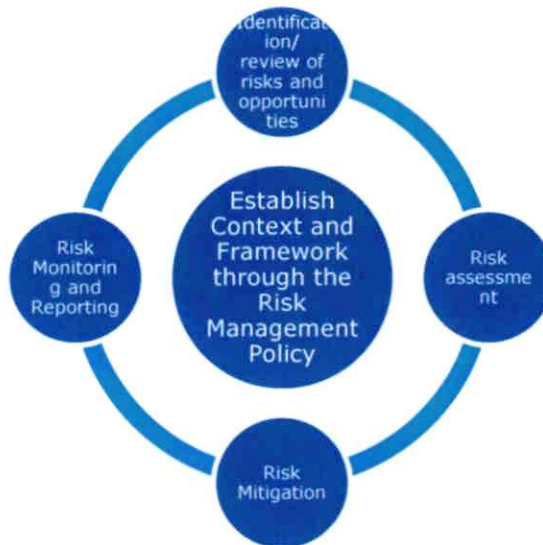 Identificat
ion/
review of
risks and
opportuni
ties
Establish
Context and
Framework
through the
Risk
Management
Policy
Risk
assessme
nt
Risk
Mitigation
Risk
Monitorin
g and
Reporting